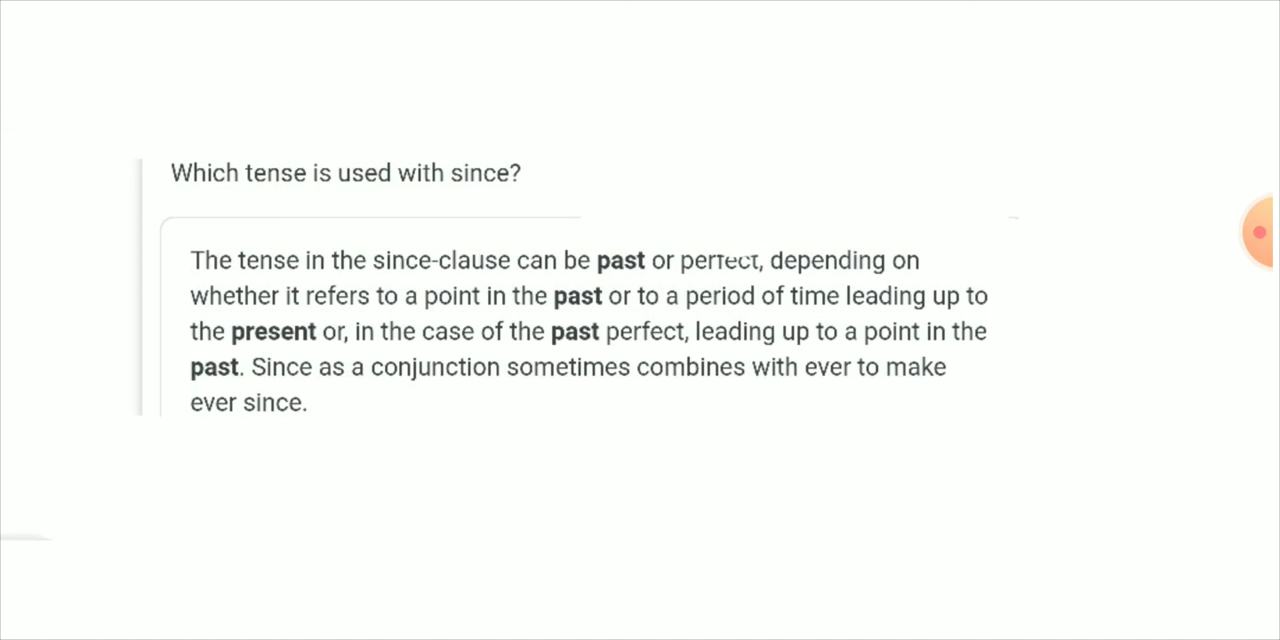 Which tense is used with since?
The tense in the since-clause can be past or perfect, depending on
whether it refers to a point in the past or to a period of time leading up to
the present or, in the case of the past perfect, leading up to a point in the
past. Since as a conjunction sometimes combines with ever to make
ever since.